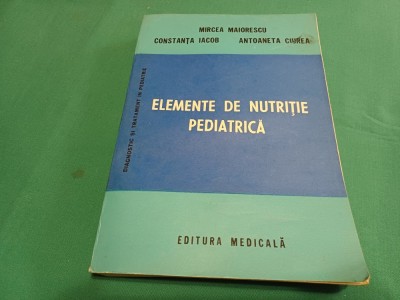 MIRCEA MAIORESCU
CONSTANȚA IACOB ANTOANETA CIUREA
DIAGNOSTIC ȘI TRATAMENT ÎN PEDIATRIE
ELEMENTE DE NUTRIȚIE
PEDIATRICĂ
EDITURA MEDICALĂ